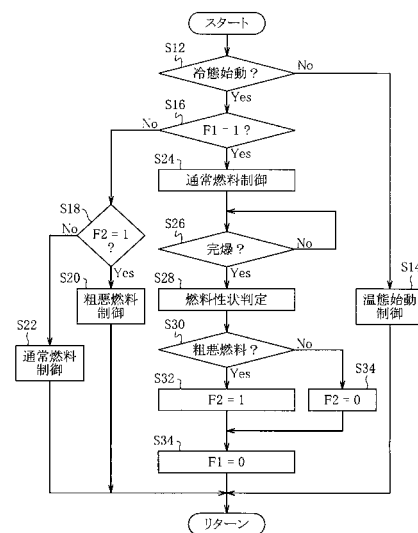 スタート
S12
冷態始動?
No
Yes
S16
No
F1 = 1 ?
Yes
S24
通常燃料制御
S18
No
F2 = 1
?
Yes
S26
完爆?
No
Yes
S20
粗悪燃料
制御
S28
燃料性状判定
S14
温態始動
制御
S22
通常燃料
制御
S30
粗悪燃料?
No
Yes
S32
F2 = 1
S34
F2 = 0
S34
F1 = 0
リターン